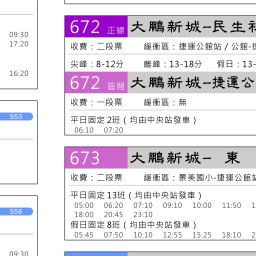 09:30
17:20
16:20
553
556
09:30
672 正線 大鵬新城-民生社
收費：二段票 緩衝區：捷運公館站 / 公館-捷
尖峰：8-12分 離峰：13-18分 假日：13-
672 區間 大鵬新城-捷運公
收費：一段票 緩衝區：無
平日固定2班 ( 均由中央站發車 )
06:10 07:20
673 大鵬新城- 東
收費：二段票 緩衝區：景美國小-捷運公館
平日固定13班 ( 均由中央站發車 )
05:00 06:20 07:10 09:10 10:00 11:50 1
18:00 20:45 23:10
假日固定8班 ( 均由中央站發車 )
05:45 07:50 10:10 12:55 15:25 18:10 2